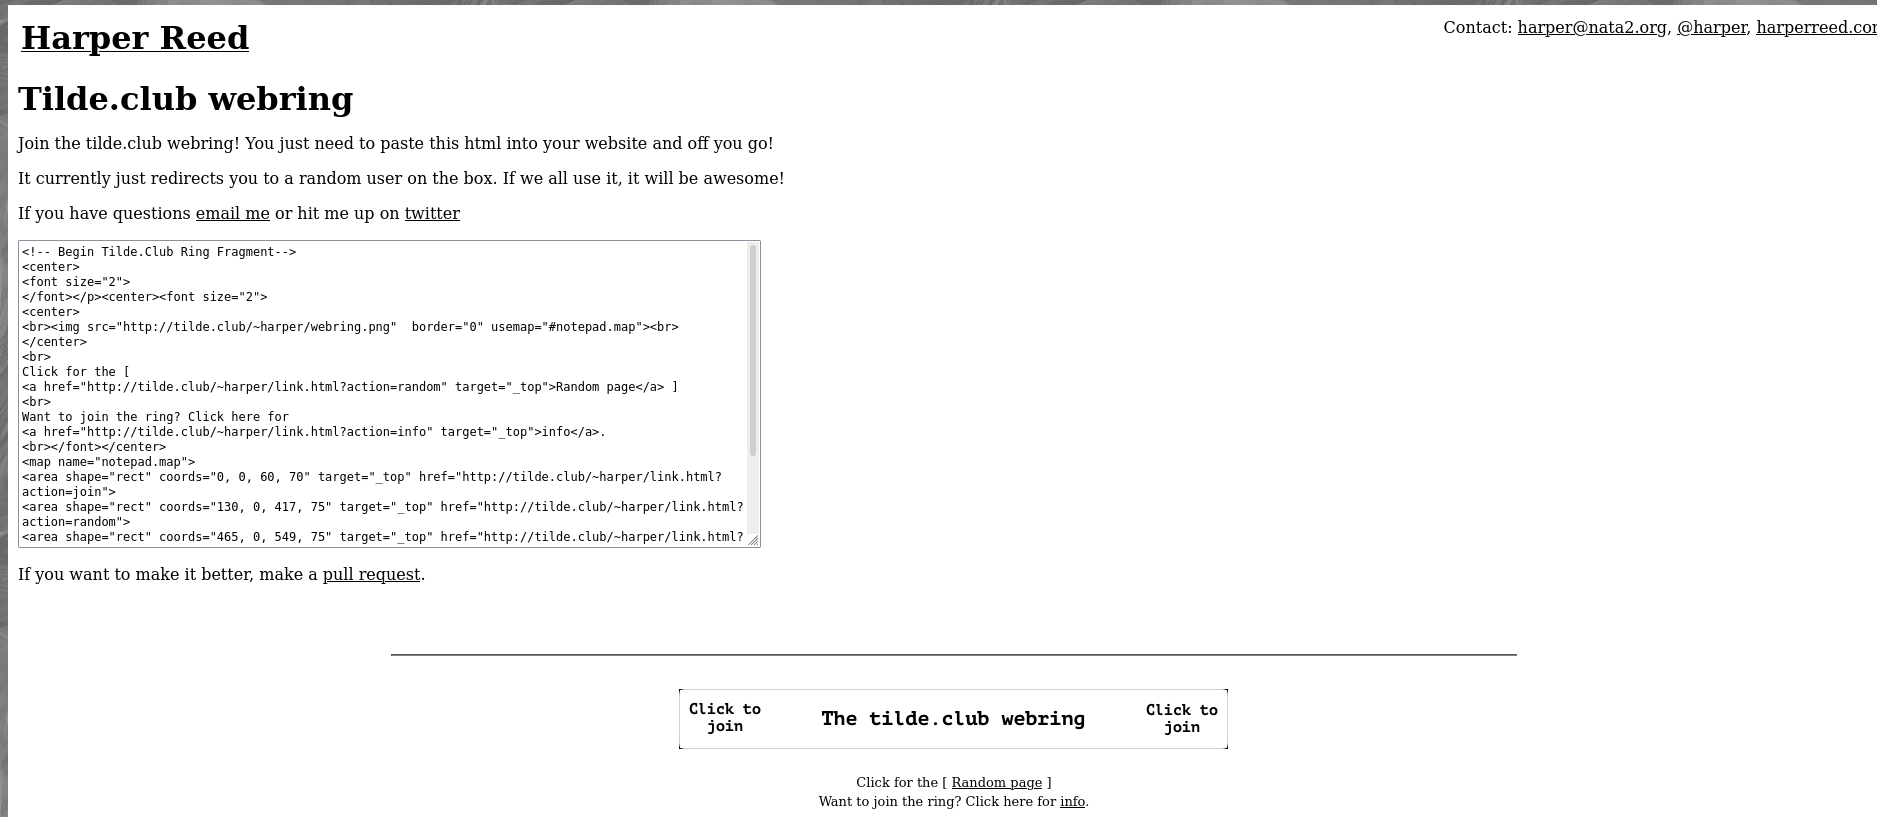 Harper Reed
Contact: harper@nata2.org, @harper, harperreed.com
Tilde.club webring
Join the tilde.club webring! You just need to paste this html into your website and off you go!
It currently just redirects you to a random user on the box. If we all use it, it will be awesome!
If you have questions email me or hit me up on twitter
<!-- Begin Tilde.Club Ring Fragment-->
<center>
<font size="2">
</font></p><center><font size="2">
<center>
<br><img src="http://tilde.club/~harper/webring.png"  border="0" usemap="#notepad.map"><br>
</center>
<br>
Click for the [
<a href="http://tilde.club/~harper/link.html?action=random" target="_top">Random page</a> ]
<br>
Want to join the ring? Click here for
<a href="http://tilde.club/~harper/link.html?action=info" target="_top">info</a>.
<br></font></center>
<map name="notepad.map">
<area shape="rect" coords="0, 0, 60, 70" target="_top" href="http://tilde.club/~harper/link.html?
action=join">
<area shape="rect" coords="130, 0, 417, 75" target="_top" href="http://tilde.club/~harper/link.html?
action=random">
<area shape="rect" coords="465, 0, 549, 75" target="_top" href="http://tilde.club/~harper/link.html?
If you want to make it better, make a pull request.
Click to
join
The tilde.club webring
Click to
join
Click for the [ Random page ]
Want to join the ring? Click here for info.